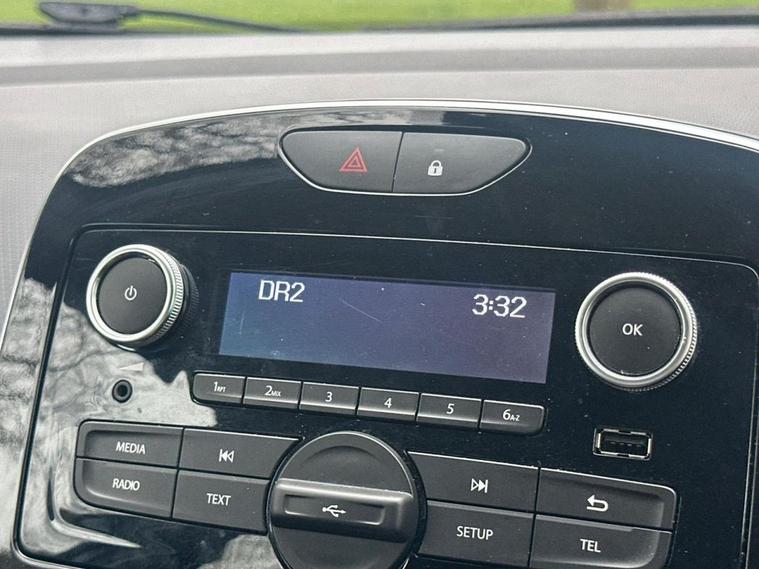 DR2 3:32
OK
1RPT 2MIX 3 4 5 6A-Z
MEDIA
RADIO TEXT
SETUP TEL